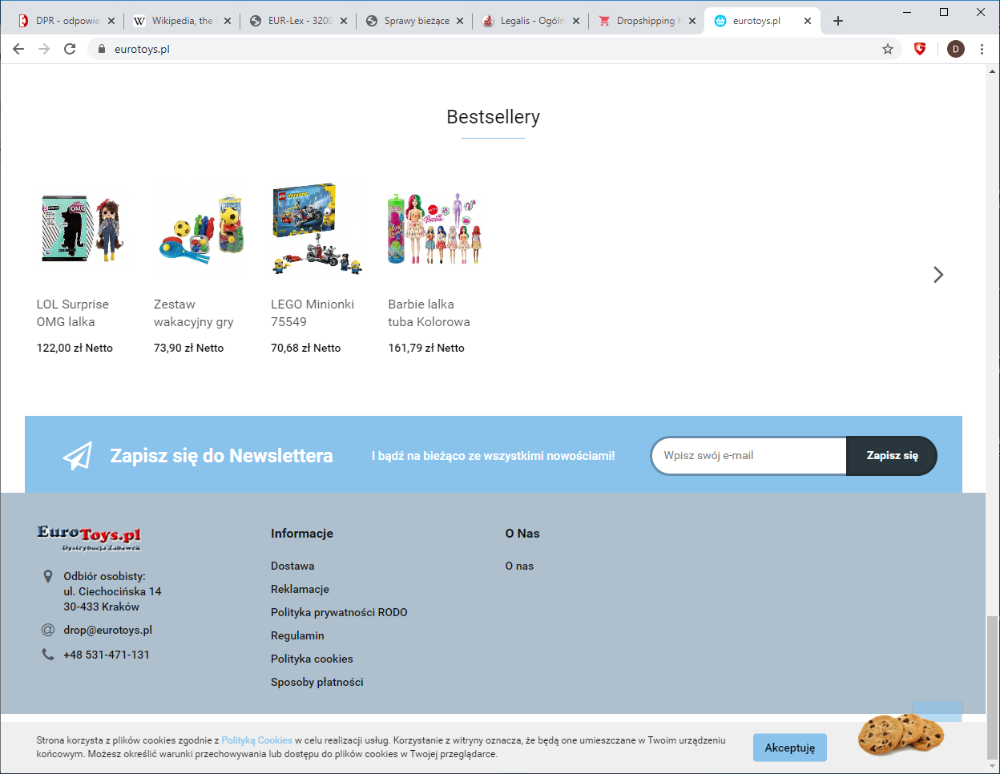 DPR - odpowie
Wikipedia, the
EUR-Lex - 3200
Sprawy bieżące
Legalis - Ogóln
Dropshipping H
eurotoys.pl
eurotoys.pl
D
Bestsellery
LOL Surprise
OMG lalka
122,00 zł Netto
Zestaw
wakacyjny gry
73,90 zł Netto
LEGO Minionki
75549
70,68 zł Netto
Barbie lalka
tuba Kolorowa
161,79 zł Netto
Zapisz się do Newslettera
I bądź na bieżąco ze wszystkimi nowościami!
Wpisz swój e-mail
Zapisz się
EuroToys.pl
Dystrybucja Zabawek
Odbiór osobisty:
ul. Ciechocińska 14
30-433 Kraków
drop@eurotoys.pl
+48 531-471-131
Informacje
Dostawa
Reklamacje
Polityka prywatności RODO
Regulamin
Polityka cookies
Sposoby płatności
O Nas
O nas
Strona korzysta z plików cookies zgodnie z Polityką Cookies w celu realizacji usług. Korzystanie z witryny oznacza, że będą one umieszczane w Twoim urządzeniu
końcowym. Możesz określić warunki przechowywania lub dostępu do plików cookies w Twojej przeglądarce.
Akceptuję